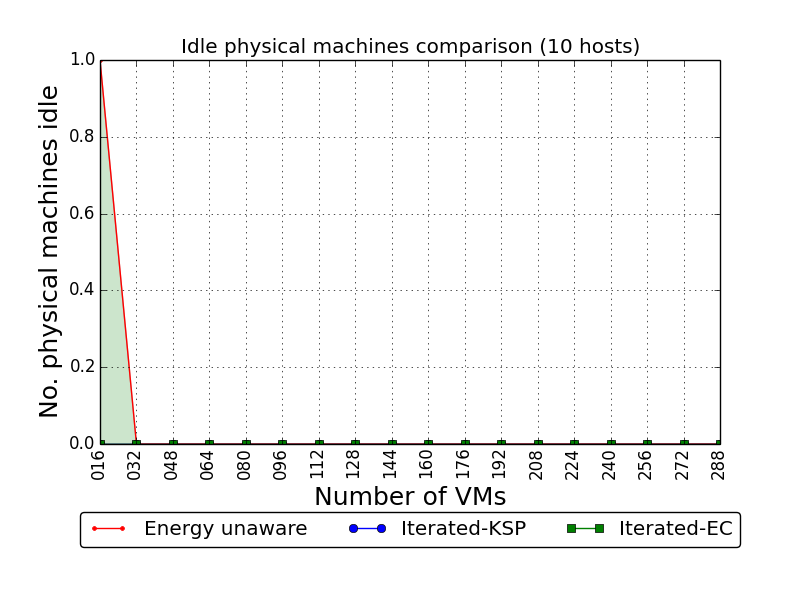 Idle physical machines comparison (10 hosts)
No. physical machines idle
1.0
0.8
0.6
0.4
0.2
0.0
016 032 048 064 080 096 112 128 144 160 176 192 208 224 240 256 272 288
Number of VMs
Energy unaware Iterated-KSP Iterated-EC